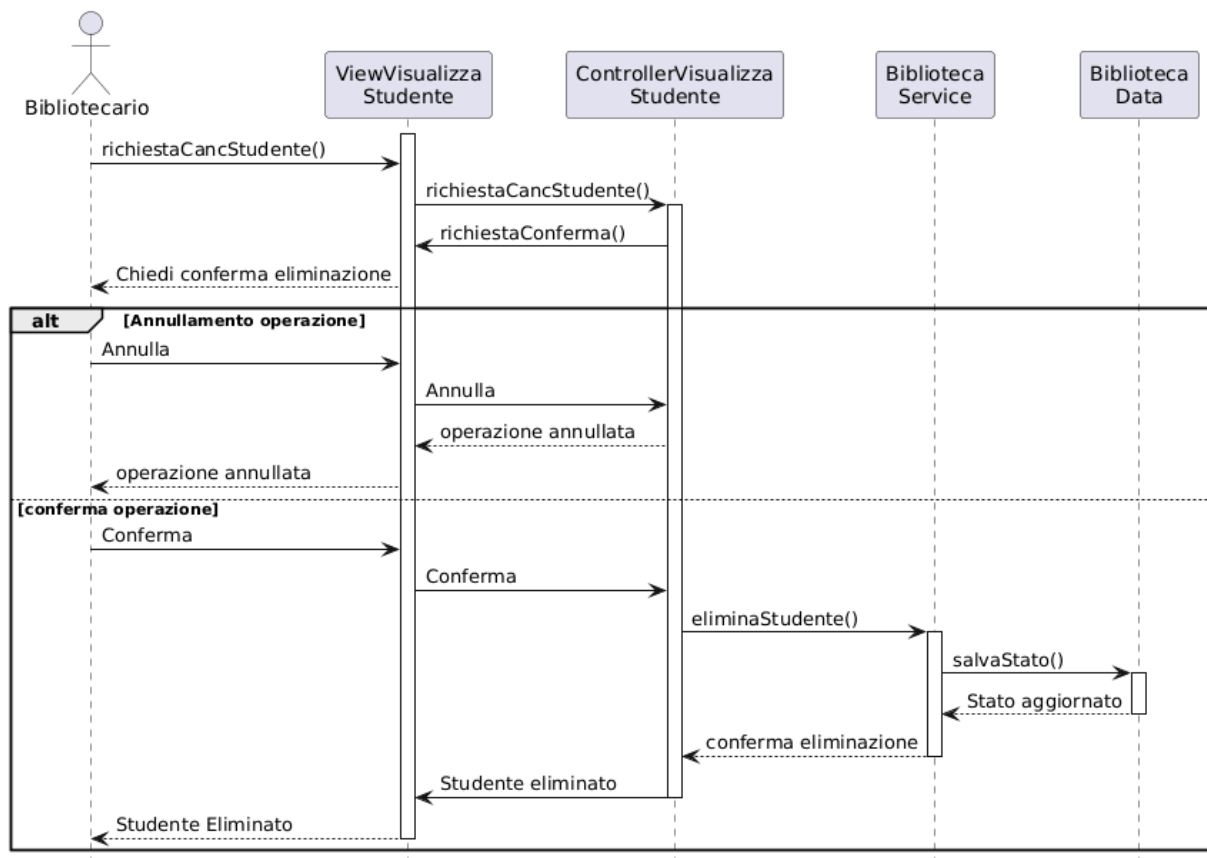 Bibliotecario
ViewVisualizza
Studente
ControllerVisualizza
Studente
Biblioteca
Service
Biblioteca
Data
richiestaCancStudente()
richiestaCancStudente()
richiestaConferma()
Chiedi conferma eliminazione
alt [Annullamento operazione]
Annulla
Annulla
operazione annullata
operazione annullata
[conferma operazione]
Conferma
Conferma
eliminaStudente()
salvaStato()
Stato aggiornato
conferma eliminazione
Studente eliminato
Studente Eliminato